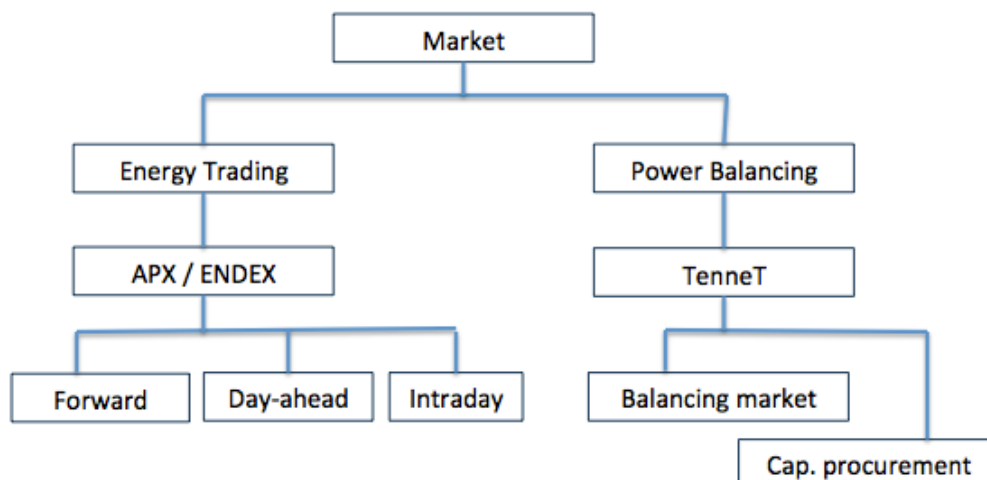 Market
Energy Trading
Power Balancing
APX / ENDEX
TenneT
Forward
Day-ahead
Intraday
Balancing market
Cap. procurement